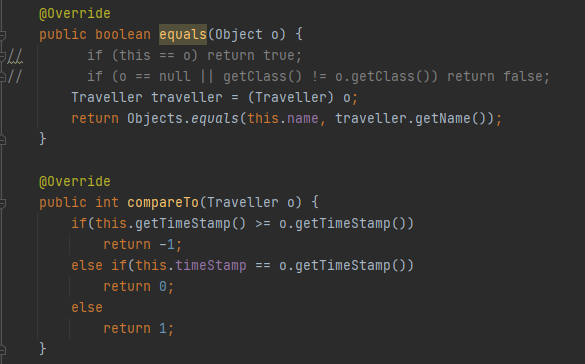 @Override
public boolean equals(Object o) {
//        if (this == o) return true;
//        if (o == null || getClass() != o.getClass()) return false;
    Traveller traveller = (Traveller) o;
    return Objects.equals(this.name, traveller.getName());
}

@Override
public int compareTo(Traveller o) {
    if(this.getTimeStamp() >= o.getTimeStamp())
        return -1;
    else if(this.timeStamp == o.getTimeStamp())
        return 0;
    else
        return 1;
}